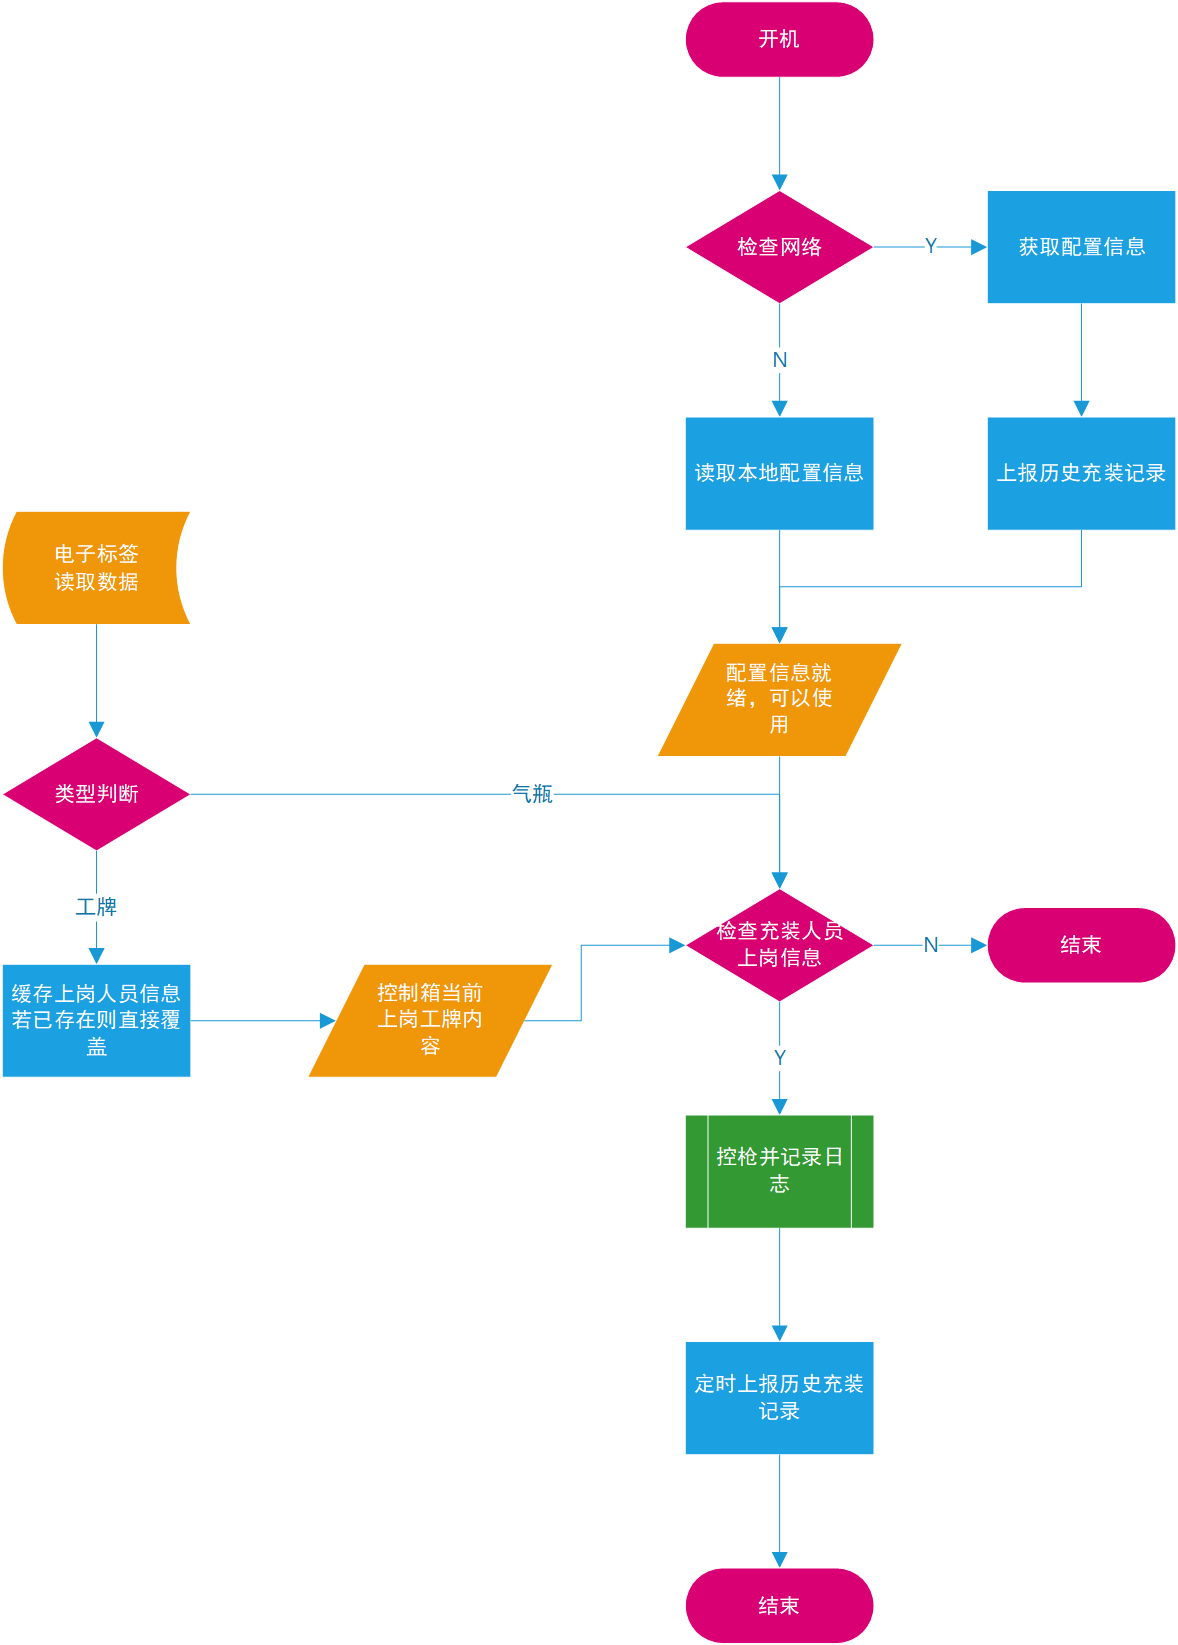 开机
检查网络
Y
获取配置信息
N
读取本地配置信息
上报历史充装记录
电子标签
读取数据
配置信息就
绪，可以使
用
类型判断
气瓶
工牌
检查充装人员
上岗信息
N
结束
缓存上岗人员信息
若已存在则直接覆
盖
控制箱当前
上岗工牌内
容
Y
控枪并记录日
志
定时上报历史充装
记录
结束